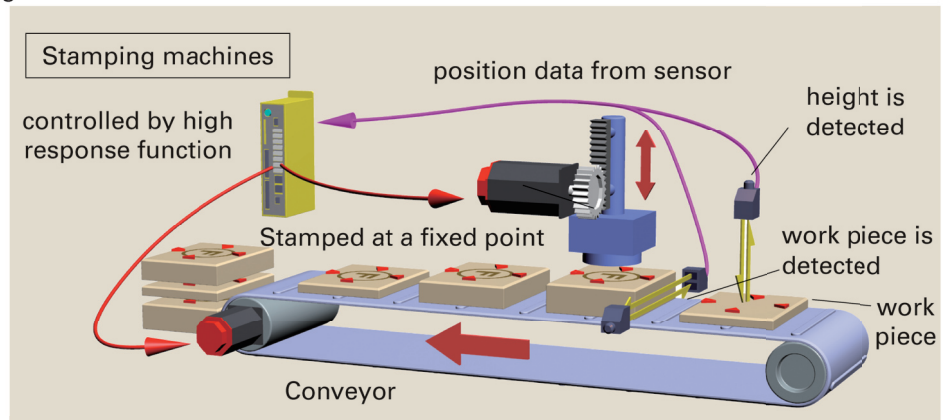 Stamping machines
position data from sensor
height is
detected
controlled by high
response function
Stamped at a fixed point
work piece is
detected
work
piece
Conveyor